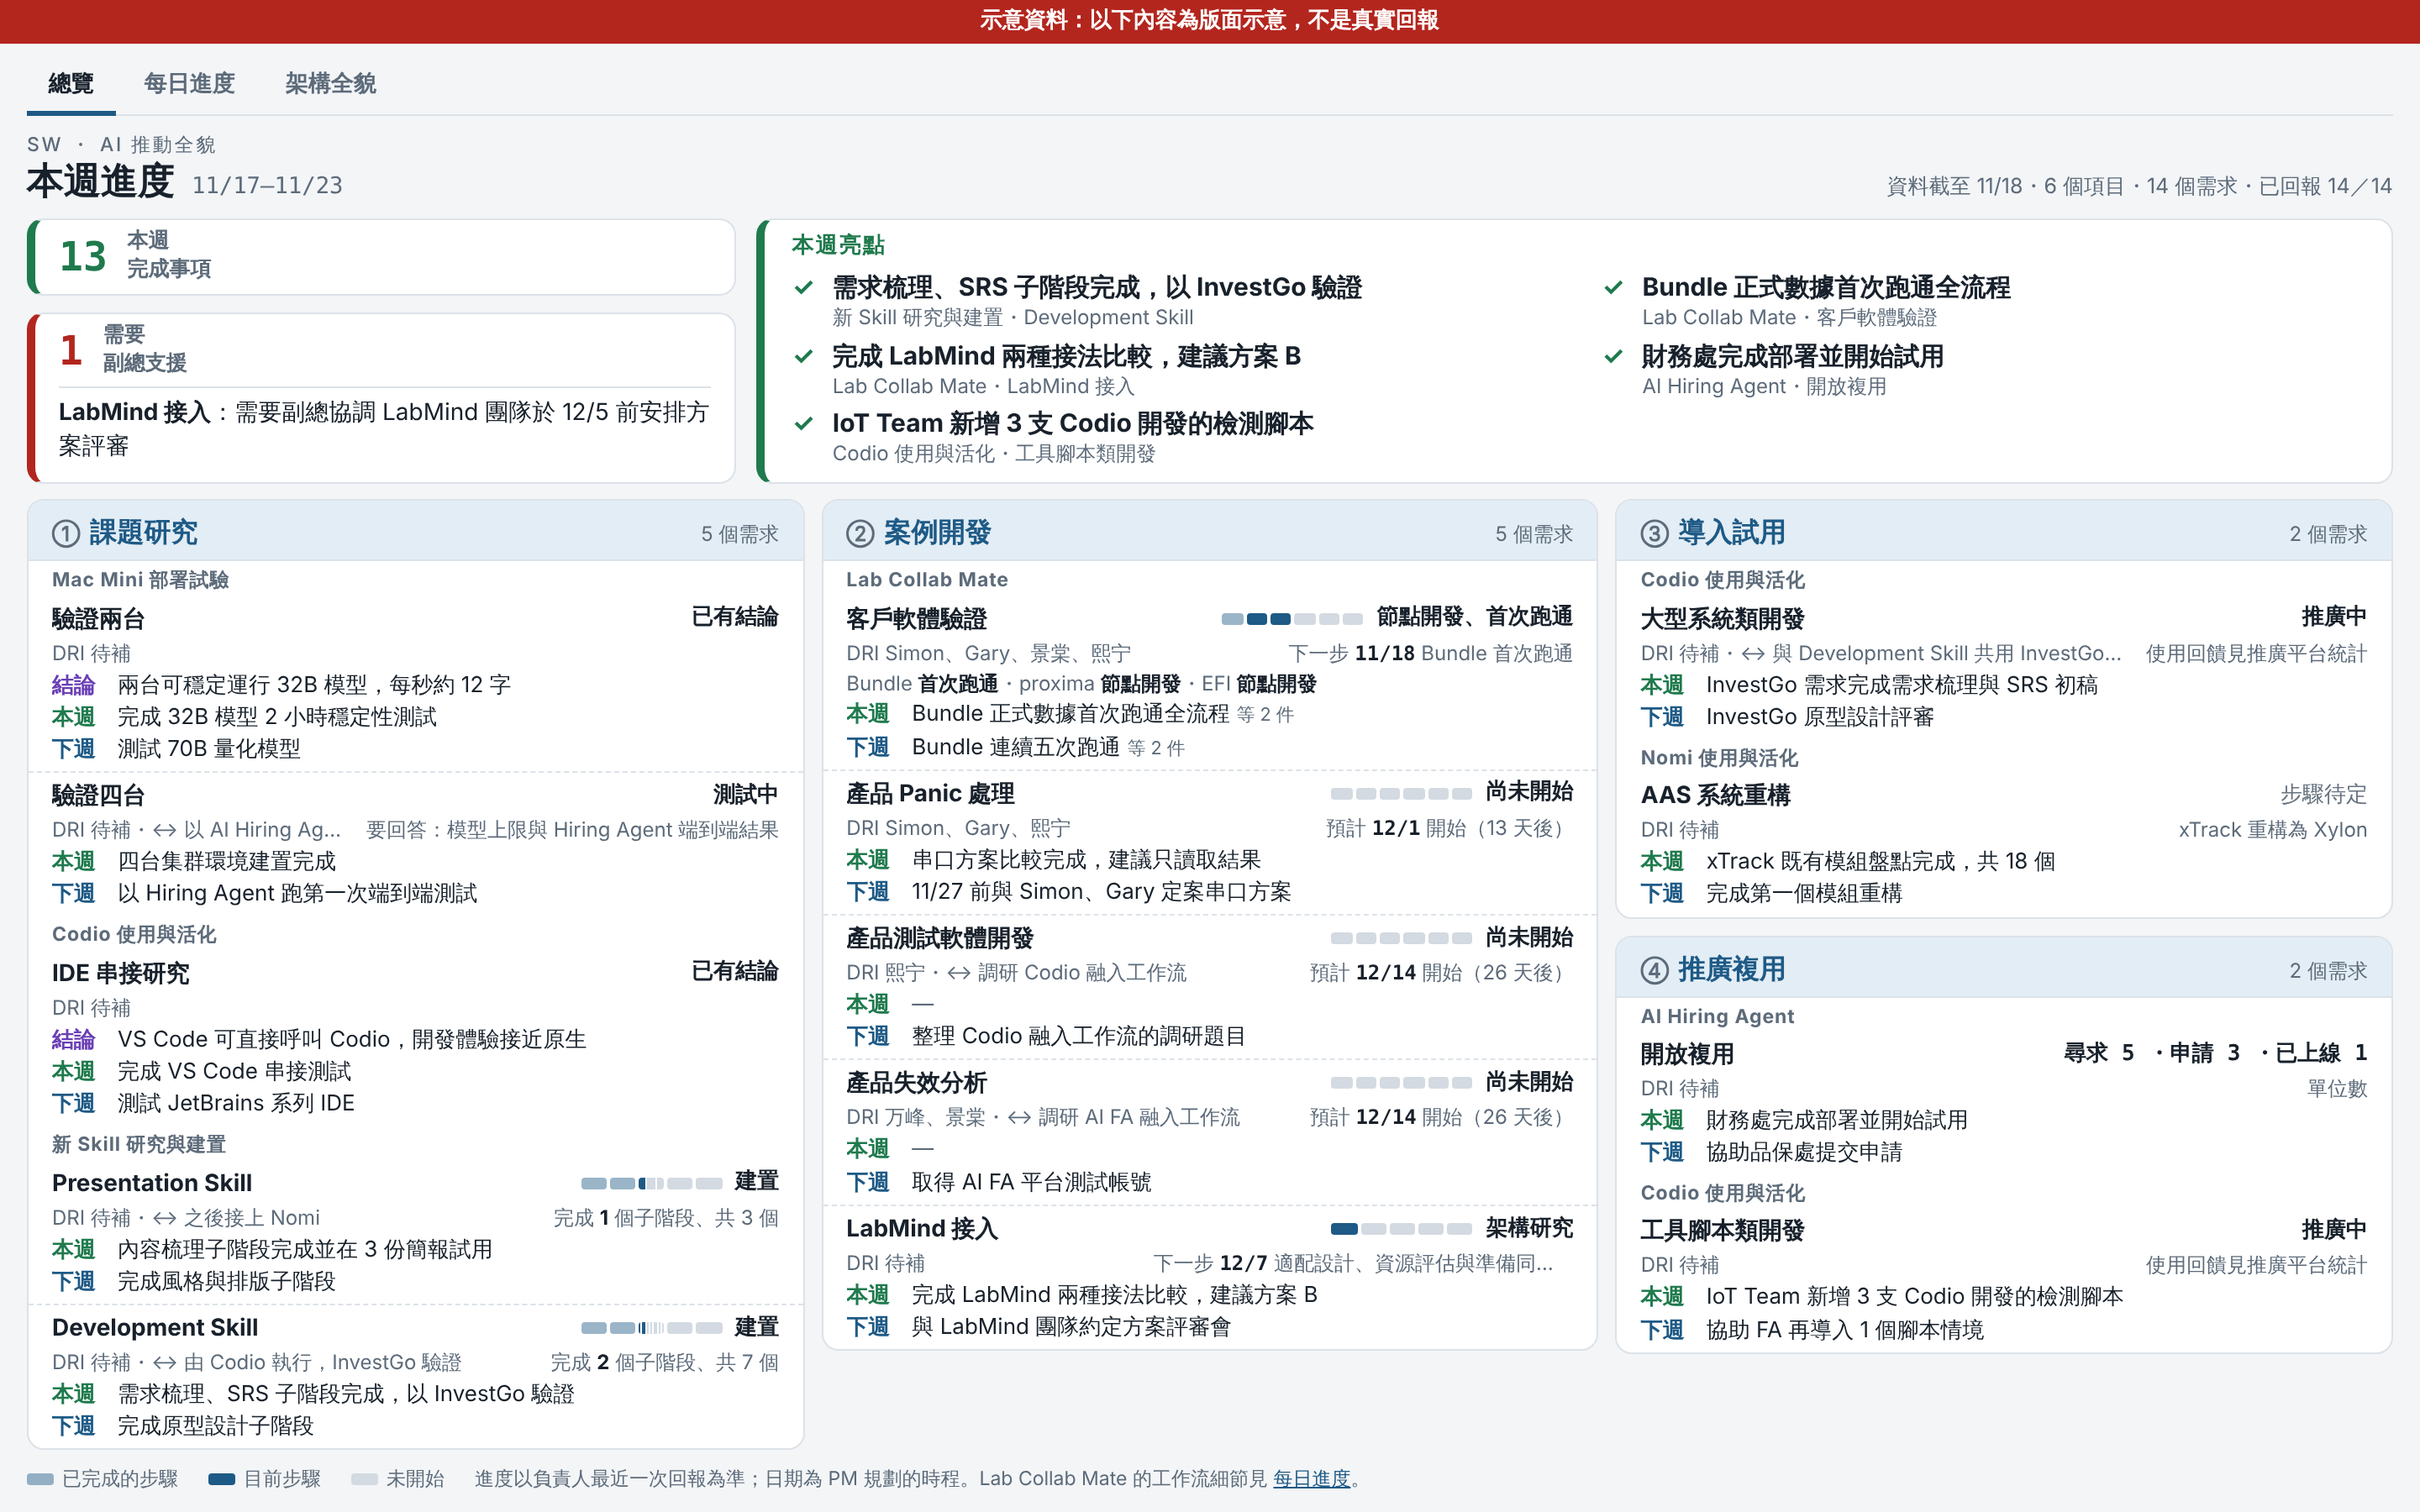 示意資料：以下內容為版面示意，不是真實回報
總覽 每日進度 架構全貌
SW · AI 推動全貌
本週進度 11/17–11/23
資料截至 11/18 · 6 個項目 · 14 個需求 · 已回報 14／14
13 本週
完成事項
1 需要
副總支援
LabMind 接入：需要副總協調 LabMind 團隊於 12/5 前安排方
案評審
本週亮點
✓ 需求梳理、SRS 子階段完成，以 InvestGo 驗證
新 Skill 研究與建置 · Development Skill
✓ 完成 LabMind 兩種接法比較，建議方案 B
Lab Collab Mate · LabMind 接入
✓ IoT Team 新增 3 支 Codio 開發的檢測腳本
Codio 使用與活化 · 工具腳本類開發
✓ Bundle 正式數據首次跑通全流程
Lab Collab Mate · 客戶軟體驗證
✓ 財務處完成部署並開始試用
AI Hiring Agent · 開放複用
① 課題研究 5 個需求
Mac Mini 部署試驗
驗證兩台 已有結論
DRI 待補
結論 兩台可穩定運行 32B 模型，每秒約 12 字
本週 完成 32B 模型 2 小時穩定性測試
下週 測試 70B 量化模型
驗證四台 測試中
DRI 待補 · ↔ 以 AI Hiring Ag... 要回答：模型上限與 Hiring Agent 端到端結果
本週 四台集群環境建置完成
下週 以 Hiring Agent 跑第一次端到端測試
Codio 使用與活化
IDE 串接研究 已有結論
DRI 待補
結論 VS Code 可直接呼叫 Codio，開發體驗接近原生
本週 完成 VS Code 串接測試
下週 測試 JetBrains 系列 IDE
新 Skill 研究與建置
Presentation Skill 建置
DRI 待補 · ↔ 之後接上 Nomi 完成 1 個子階段、共 3 個
本週 內容梳理子階段完成並在 3 份簡報試用
下週 完成風格與排版子階段
Development Skill 建置
DRI 待補 · ↔ 由 Codio 執行，InvestGo 驗證 完成 2 個子階段、共 7 個
本週 需求梳理、SRS 子階段完成，以 InvestGo 驗證
下週 完成原型設計子階段
② 案例開發 5 個需求
Lab Collab Mate
客戶軟體驗證 節點開發、首次跑通
DRI Simon、Gary、景棠、熙宁 下一步 11/18 Bundle 首次跑通
Bundle 首次跑通 · proxima 節點開發 · EFI 節點開發
本週 Bundle 正式數據首次跑通全流程 等 2 件
下週 Bundle 連續五次跑通 等 2 件
產品 Panic 處理 尚未開始
DRI Simon、Gary、熙宁 預計 12/1 開始（13 天後）
本週 串口方案比較完成，建議只讀取結果
下週 11/27 前與 Simon、Gary 定案串口方案
產品測試軟體開發 尚未開始
DRI 熙宁 · ↔ 調研 Codio 融入工作流 預計 12/14 開始（26 天後）
本週 —
下週 整理 Codio 融入工作流的調研題目
產品失效分析 尚未開始
DRI 万峰、景棠 · ↔ 調研 AI FA 融入工作流 預計 12/14 開始（26 天後）
本週 —
下週 取得 AI FA 平台測試帳號
LabMind 接入 架構研究
DRI 待補 下一步 12/7 適配設計、資源評估與準備同...
本週 完成 LabMind 兩種接法比較，建議方案 B
下週 與 LabMind 團隊約定方案評審會
③ 導入試用 2 個需求
Codio 使用與活化
大型系統類開發 推廣中
DRI 待補 · ↔ 與 Development Skill 共用 InvestGo... 使用回饋見推廣平台統計
本週 InvestGo 需求完成需求梳理與 SRS 初稿
下週 InvestGo 原型設計評審
Nomi 使用與活化
AAS 系統重構 步驟待定
DRI 待補 xTrack 重構為 Xylon
本週 xTrack 既有模組盤點完成，共 18 個
下週 完成第一個模組重構
④ 推廣複用 2 個需求
AI Hiring Agent
開放複用 尋求 5 ·申請 3 ·已上線 1
DRI 待補 單位數
本週 財務處完成部署並開始試用
下週 協助品保處提交申請
Codio 使用與活化
工具腳本類開發 推廣中
DRI 待補 使用回饋見推廣平台統計
本週 IoT Team 新增 3 支 Codio 開發的檢測腳本
下週 協助 FA 再導入 1 個腳本情境
已完成的步驟 目前步驟 未開始 進度以負責人最近一次回報為準；日期為 PM 規劃的時程。Lab Collab Mate 的工作流細節見 每日進度。